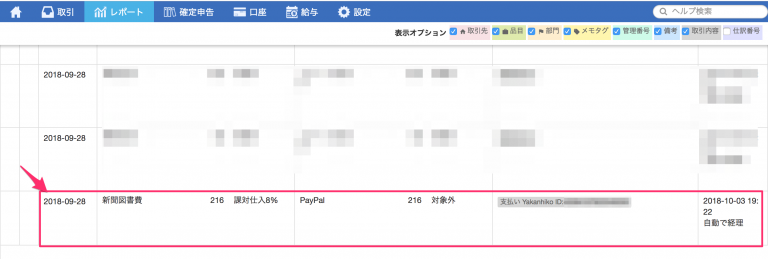 取引 レポート 確定申告 口座 給与 設定 ヘルプ検索
表示オプション 取引先 品目 部門 メモタグ 管理番号 備考 取引内容 仕訳番号
2018-09-28
2018-09-28
2018-09-28 新聞図書費 216 課対仕入8% PayPal 216 対象外 支払い Yakanhiko ID: 2018-10-03 19:
22
自動で経理